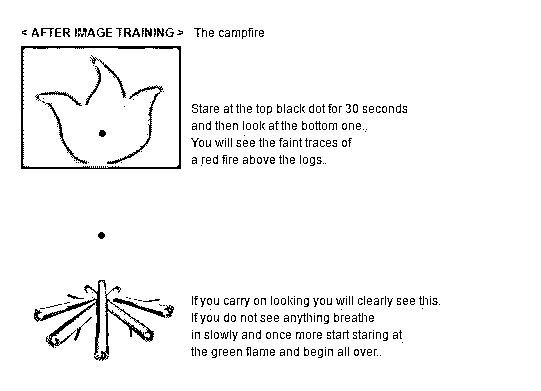 < AFTER IMAGE TRAINING > The campfire
Stare at the top black dot for 30 seconds
and then look at the bottom one..
You will see the faint traces of
a red fire above the logs..
If you carry on looking you will clearly see this.
If you do not see anything breathe
in slowly and once more start staring at
the green flame and begin all over..